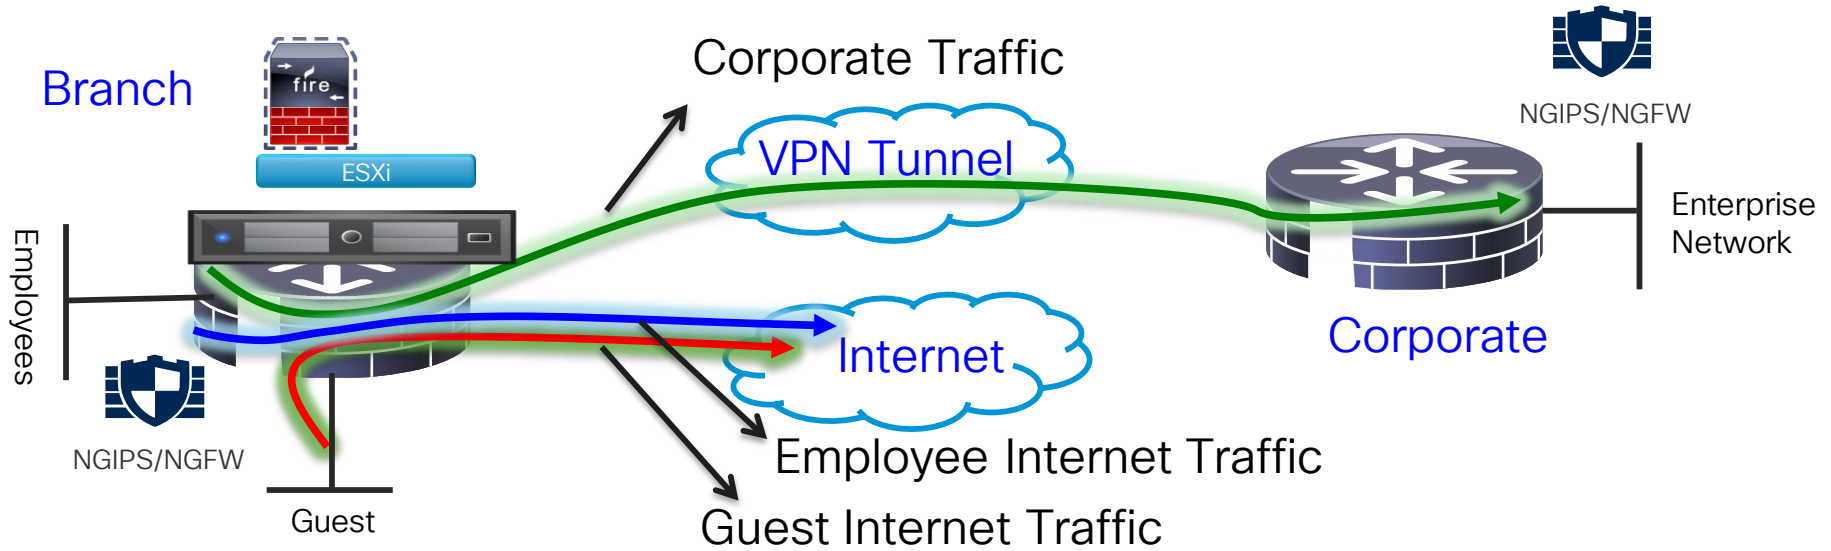 Branch
fire
ESXi
Corporate Traffic
VPN Tunnel
NGIPS/NGFW
Enterprise
Network
Employees
Internet
Corporate
NGIPS/NGFW
Employee Internet Traffic
Guest
Guest Internet Traffic